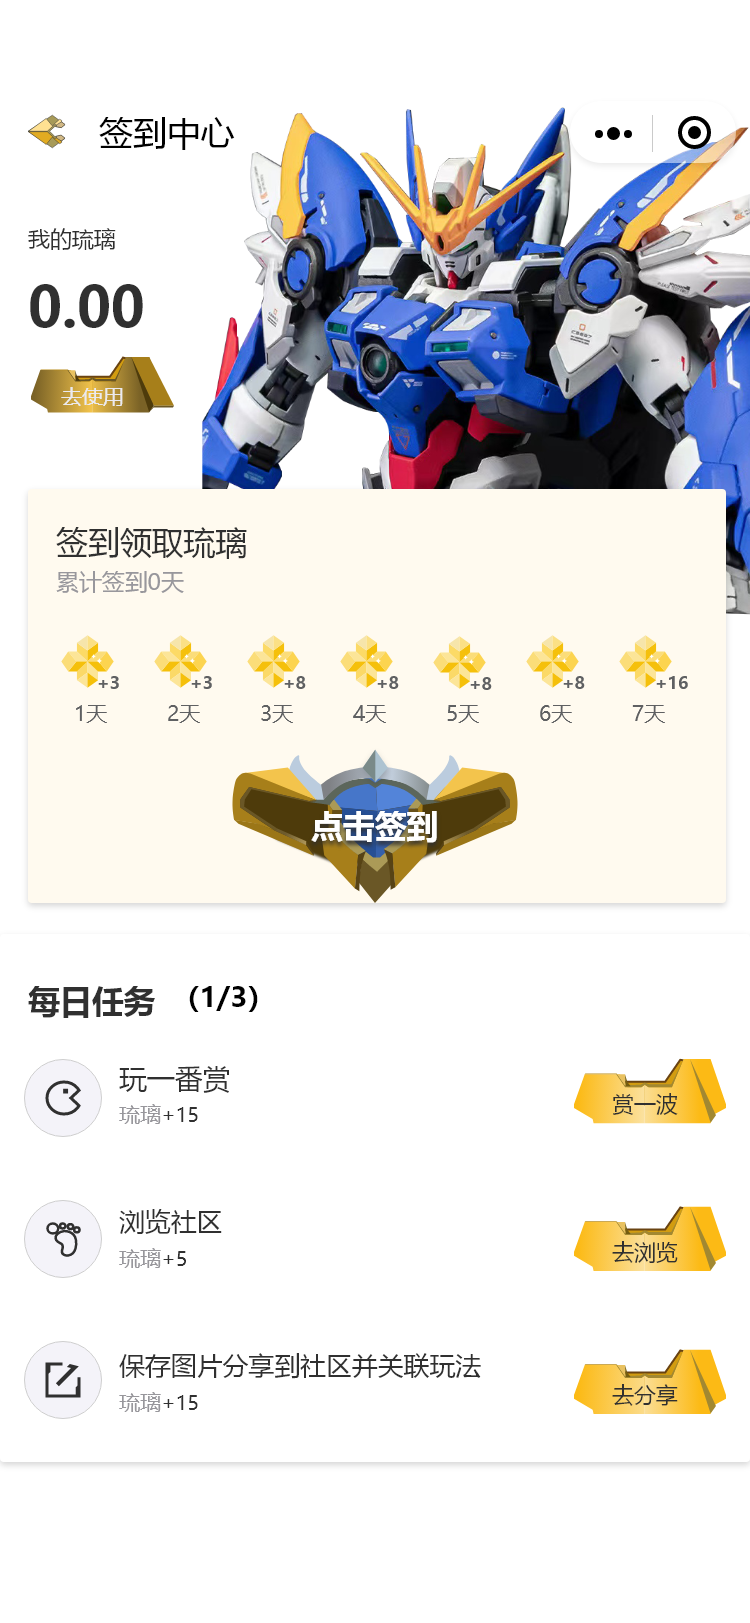 签到中心
我的琉璃
0.00
去使用
签到领取琉璃
累计签到0天
+3 +3 +8 +8 +8 +8 +16
1天 2天 3天 4天 5天 6天 7天
点击签到
每日任务 (1/3)
玩一番赏
琉璃+15
赏一波
浏览社区
琉璃+5
去浏览
保存图片分享到社区并关联玩法
琉璃+15
去分享